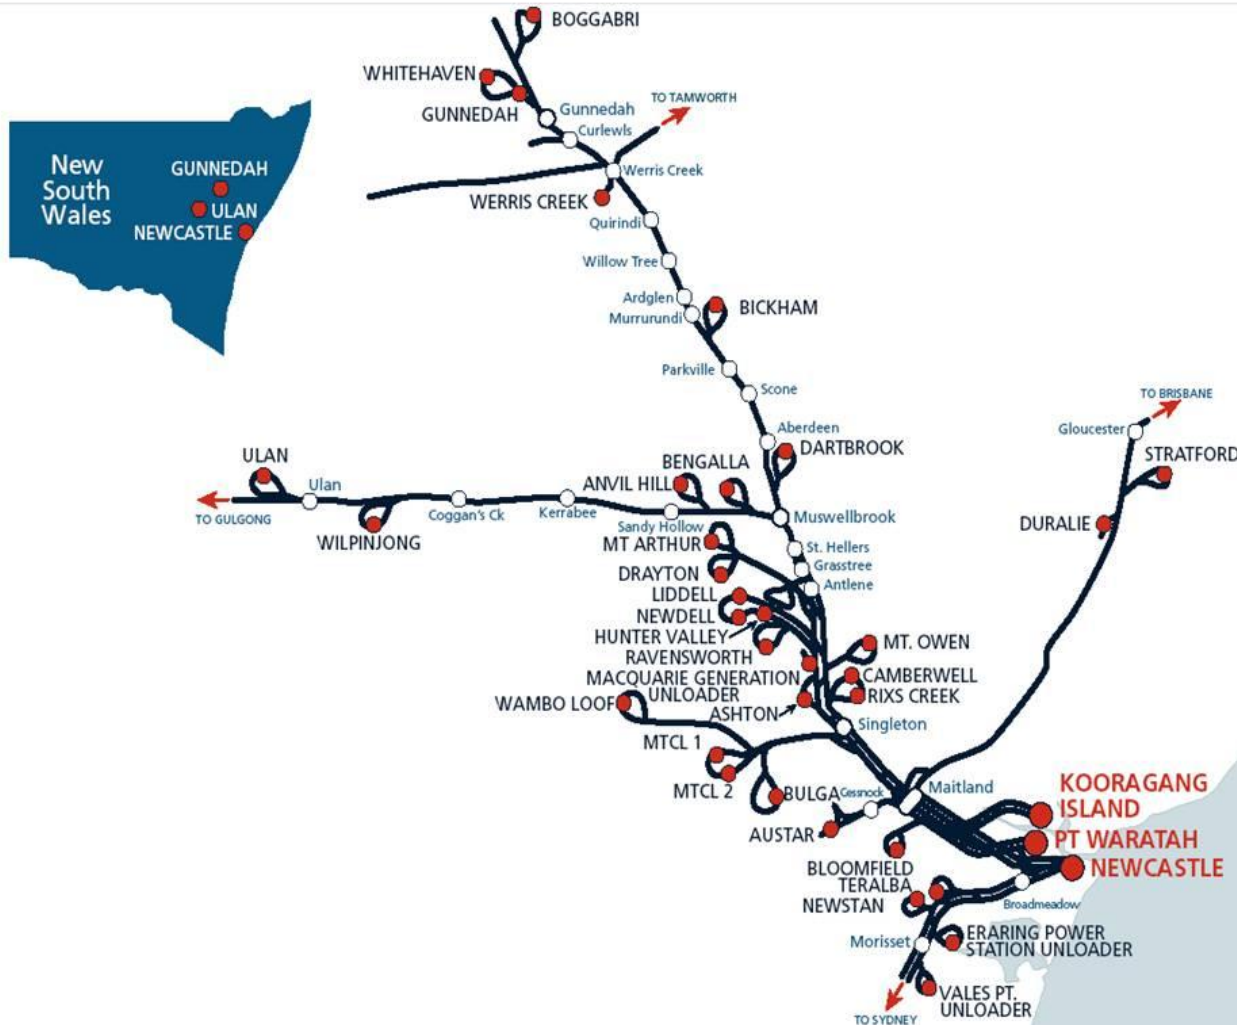 BOGGABRI
WHITEHAVEN
GUNNEDAH
Gunnedah
TO TAMWORTH
Curlewls
Werris Creek
WERRIS CREEK
New
South
Wales
GUNNEDAH
ULAN
NEWCASTLE
Quirindi
Willow Tree
Ardglen
Murrurundi
BICKHAM
Parkville
Scone
TO BRISBANE
Gloucester
Aberdeen
DARTBROOK
STRATFORD
ULAN
Ulan
TO GULGONG
WILPINJONG
Coggan's Ck
Kerrabee
ANVIL HILL
BENGALLA
Sandy Hollow
Muswellbrook
DURALIE
MT ARTHUR
St. Hellers
Grasstree
DRAYTON
Antlene
LIDDELL
NEWDELL
HUNTER VALLEY
RAVENSWORTH
MT. OWEN
MACQUARIE GENERATION
UNLOADER
CAMBERWELL
RIXS CREEK
WAMBO LOOF
ASHTON
Singleton
MTCL 1
MTCL 2
BULGA
Cessnock
Maitland
KOORAGANG
ISLAND
AUSTAR
PT WARATAH
BLOOMFIELD
NEWCASTLE
TERALBA
NEWSTAN
Broadmeadow
Morisset
ERARING POWER
STATION UNLOADER
VALES PT.
UNLOADER
TO SYDNEY